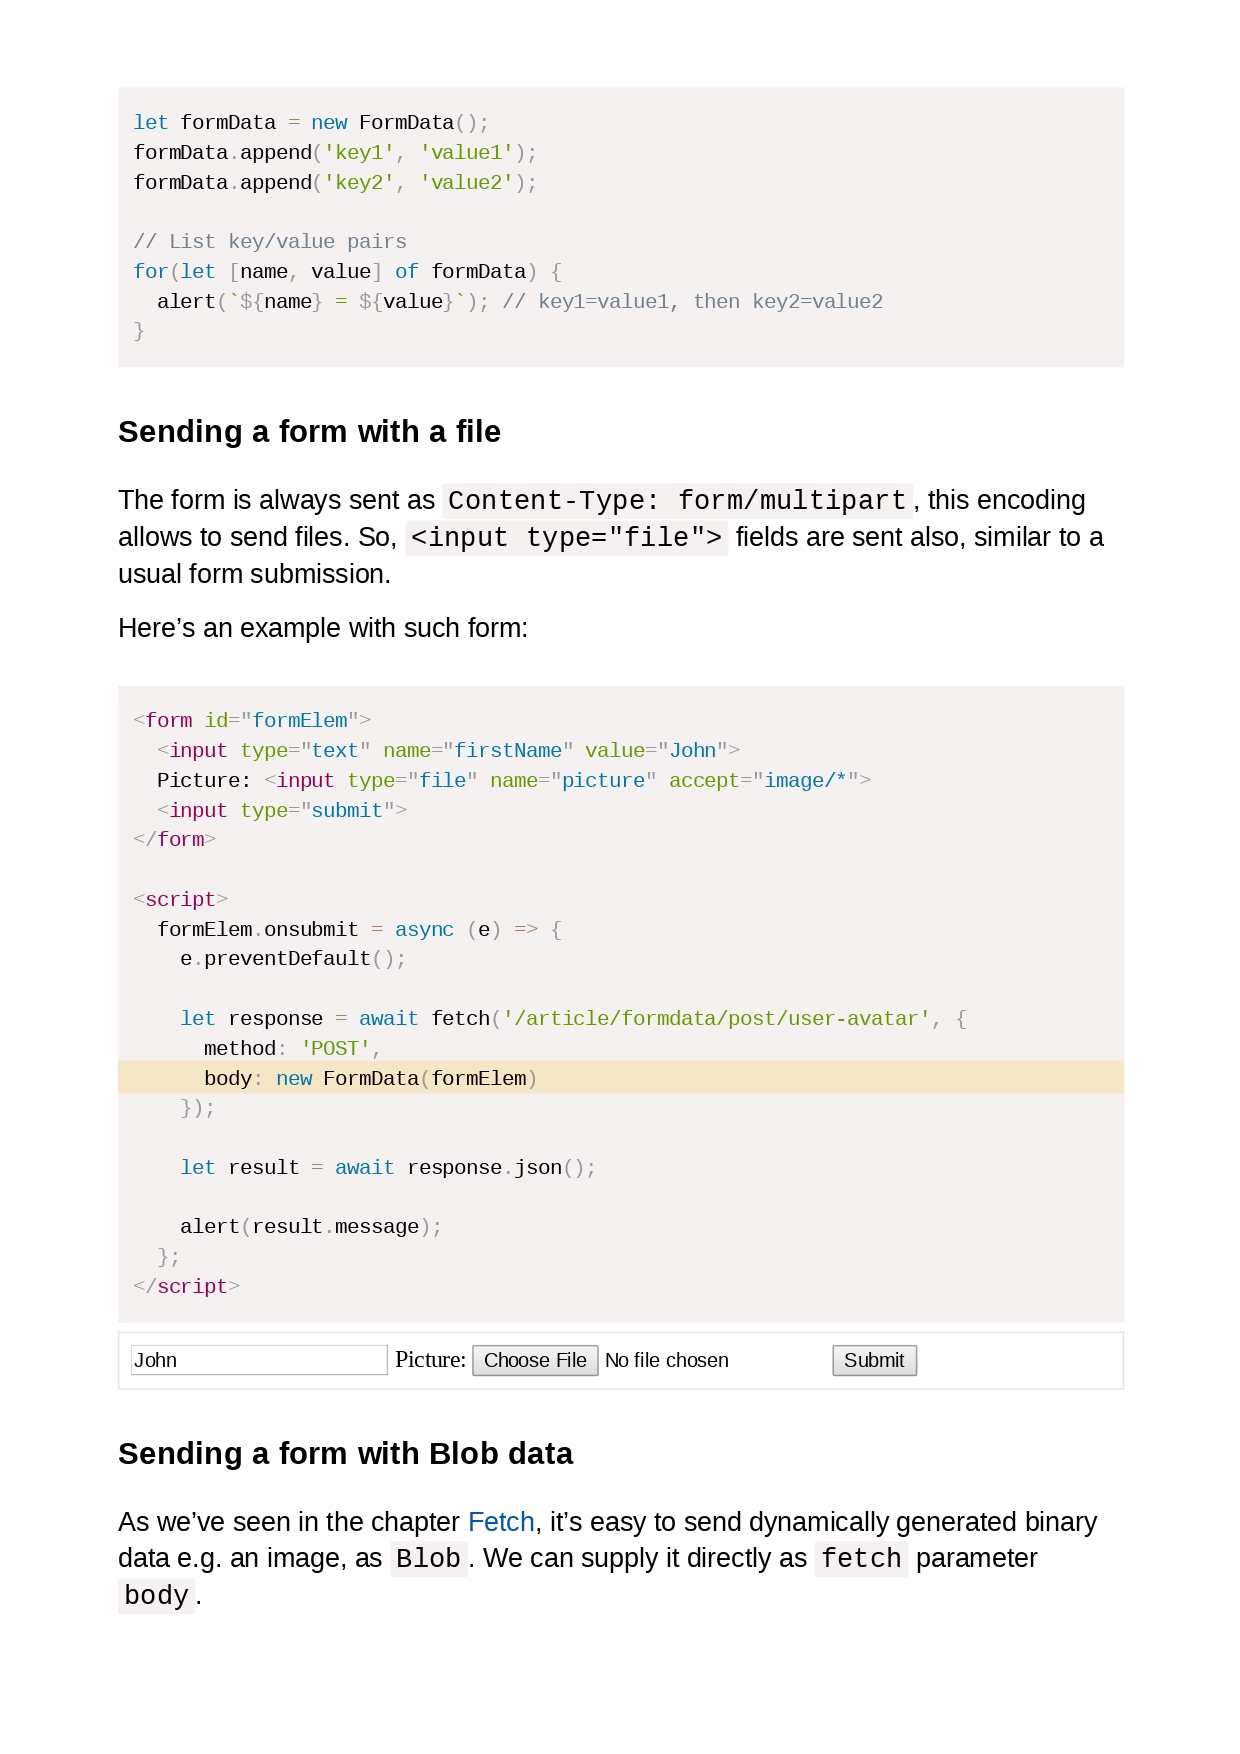 let formData = new FormData();
formData.append('key1', 'value1');
formData.append('key2', 'value2');
// List key/value pairs
for(let [name, value] of formData) {
  alert(`${name} = ${value}`); // key1=value1, then key2=value2
}
Sending a form with a file
The form is always sent as Content-Type: form/multipart, this encoding
allows to send files. So, <input type="file"> fields are sent also, similar to a
usual form submission.
Here’s an example with such form:
<form id="formElem">
  <input type="text" name="firstName" value="John">
  Picture: <input type="file" name="picture" accept="image/*">
  <input type="submit">
</form>
<script>
  formElem.onsubmit = async (e) => {
    e.preventDefault();
    let response = await fetch('/article/formdata/post/user-avatar', {
      method: 'POST',
      body: new FormData(formElem)
    });
    let result = await response.json();
    alert(result.message);
  };
</script>
John Picture: Choose File No file chosen Submit
Sending a form with Blob data
As we’ve seen in the chapter Fetch, it’s easy to send dynamically generated binary
data e.g. an image, as Blob. We can supply it directly as fetch parameter
body.